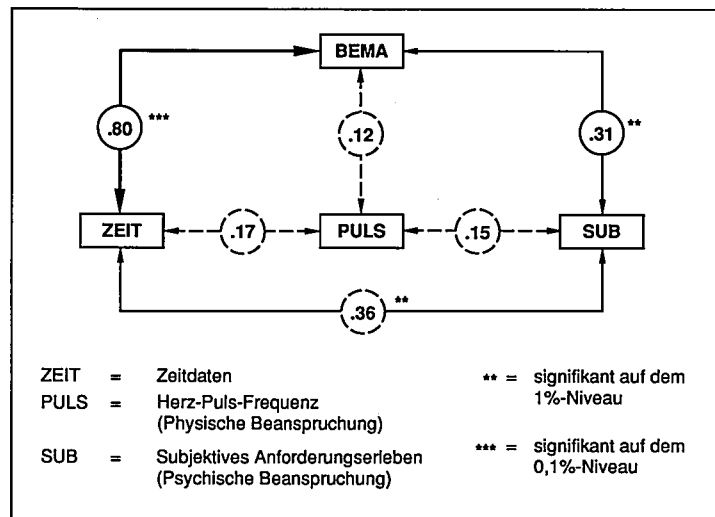 BEMA
.80 ***
.12
.31 **
ZEIT
.17
PULS
.15
SUB
.36 **
ZEIT = Zeitdaten
PULS = Herz-Puls-Frequenz
(Physische Beanspruchung)
SUB = Subjektives Anforderungserleben
(Psychische Beanspruchung)
** = signifikant auf dem
1%-Niveau
*** = signifikant auf dem
0,1%-Niveau